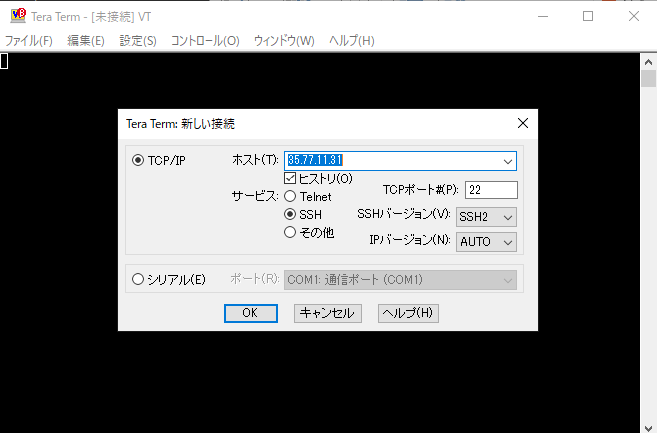 Tera Term - [未接続] VT
ファイル(F) 編集(E) 設定(S) コントロール(O) ウィンドウ(W) ヘルプ(H)
Tera Term: 新しい接続
TCP/IP ホスト(T): 35.77.11.31
ヒストリ(O)
サービス: Telnet TCPポート#(P): 22
SSH SSHバージョン(V): SSH2
その他 IPバージョン(N): AUTO
シリアル(E) ポート(R): COM1: 通信ポート (COM1)
OK キャンセル ヘルプ(H)